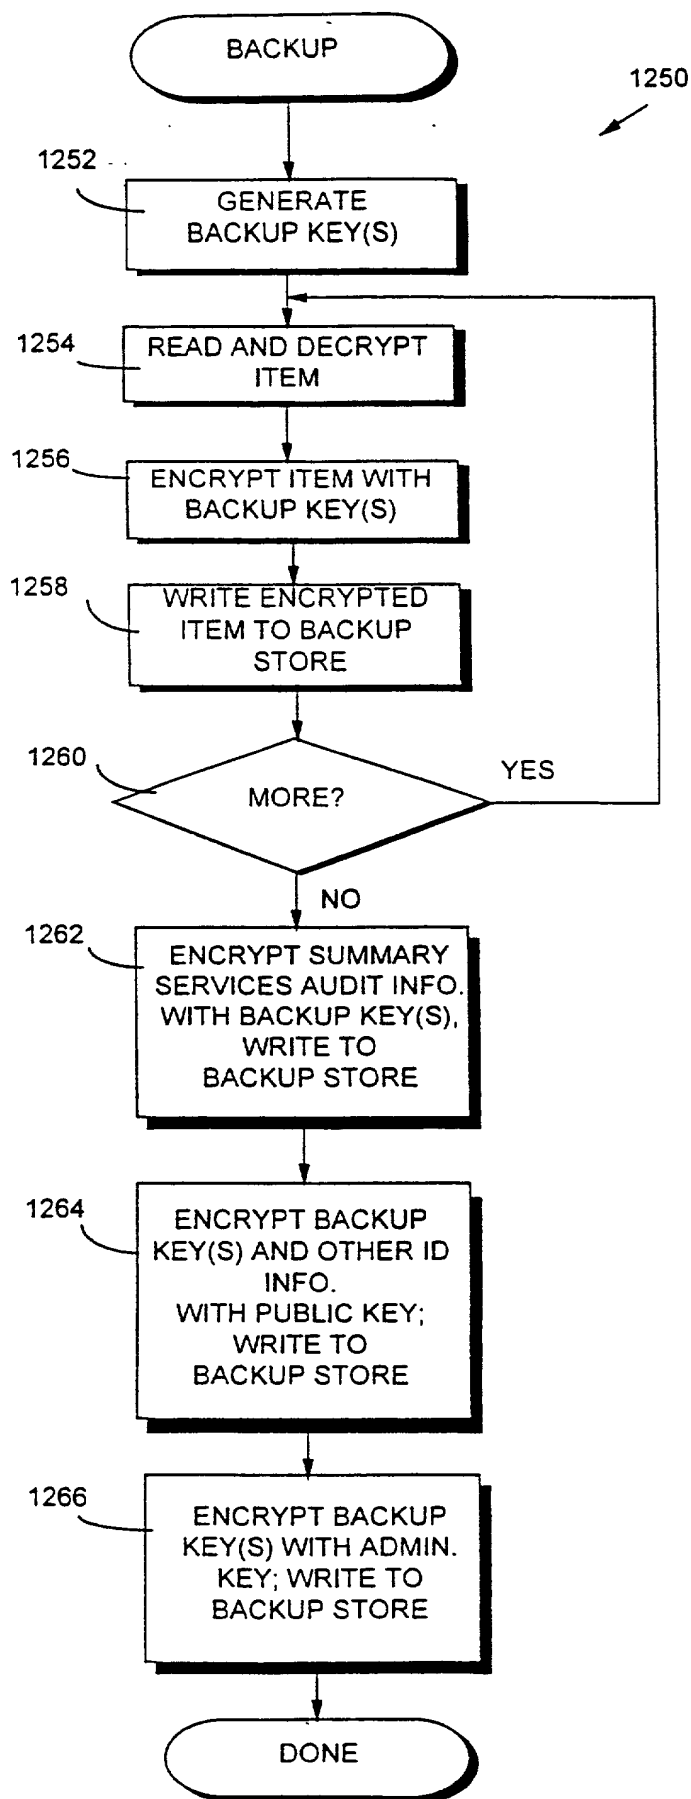 BACKUP
1250
1252
GENERATE
BACKUP KEY(S)
1254
READ AND DECRYPT
ITEM
1256
ENCRYPT ITEM WITH
BACKUP KEY(S)
1258
WRITE ENCRYPTED
ITEM TO BACKUP
STORE
1260
MORE?
YES
NO
1262
ENCRYPT SUMMARY
SERVICES AUDIT INFO.
WITH BACKUP KEY(S),
WRITE TO
BACKUP STORE
1264
ENCRYPT BACKUP
KEY(S) AND OTHER ID
INFO.
WITH PUBLIC KEY;
WRITE TO
BACKUP STORE
1266
ENCRYPT BACKUP
KEY(S) WITH ADMIN.
KEY; WRITE TO
BACKUP STORE
DONE